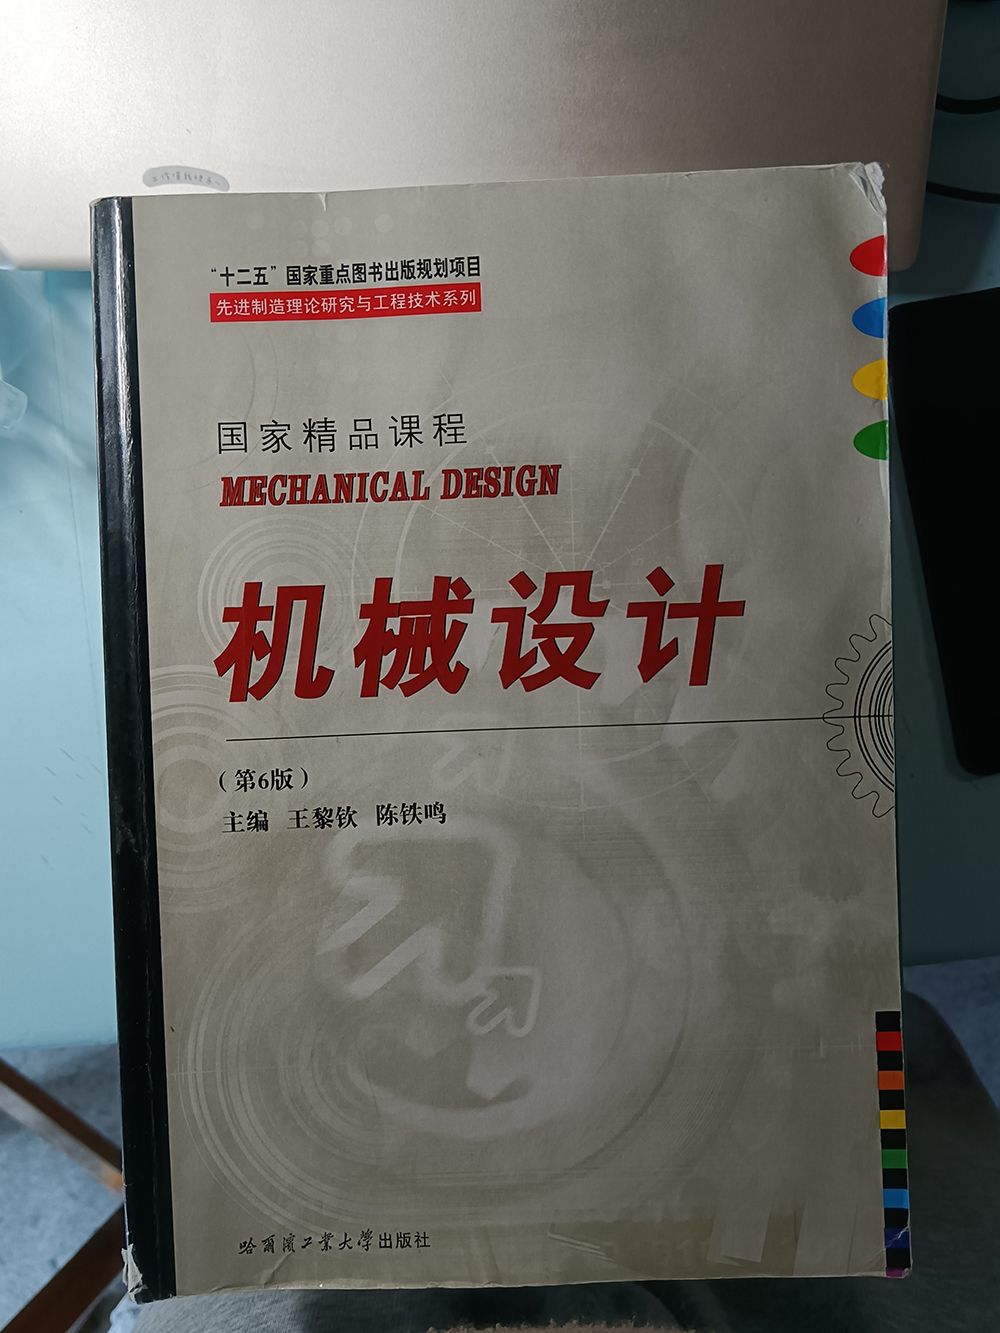 “十二五”国家重点图书出版规划项目
先进制造理论研究与工程技术系列
国家精品课程
MECHANICAL DESIGN
机械设计
（第6版）
主编 王黎钦 陈铁鸣
哈尔滨工业大学出版社